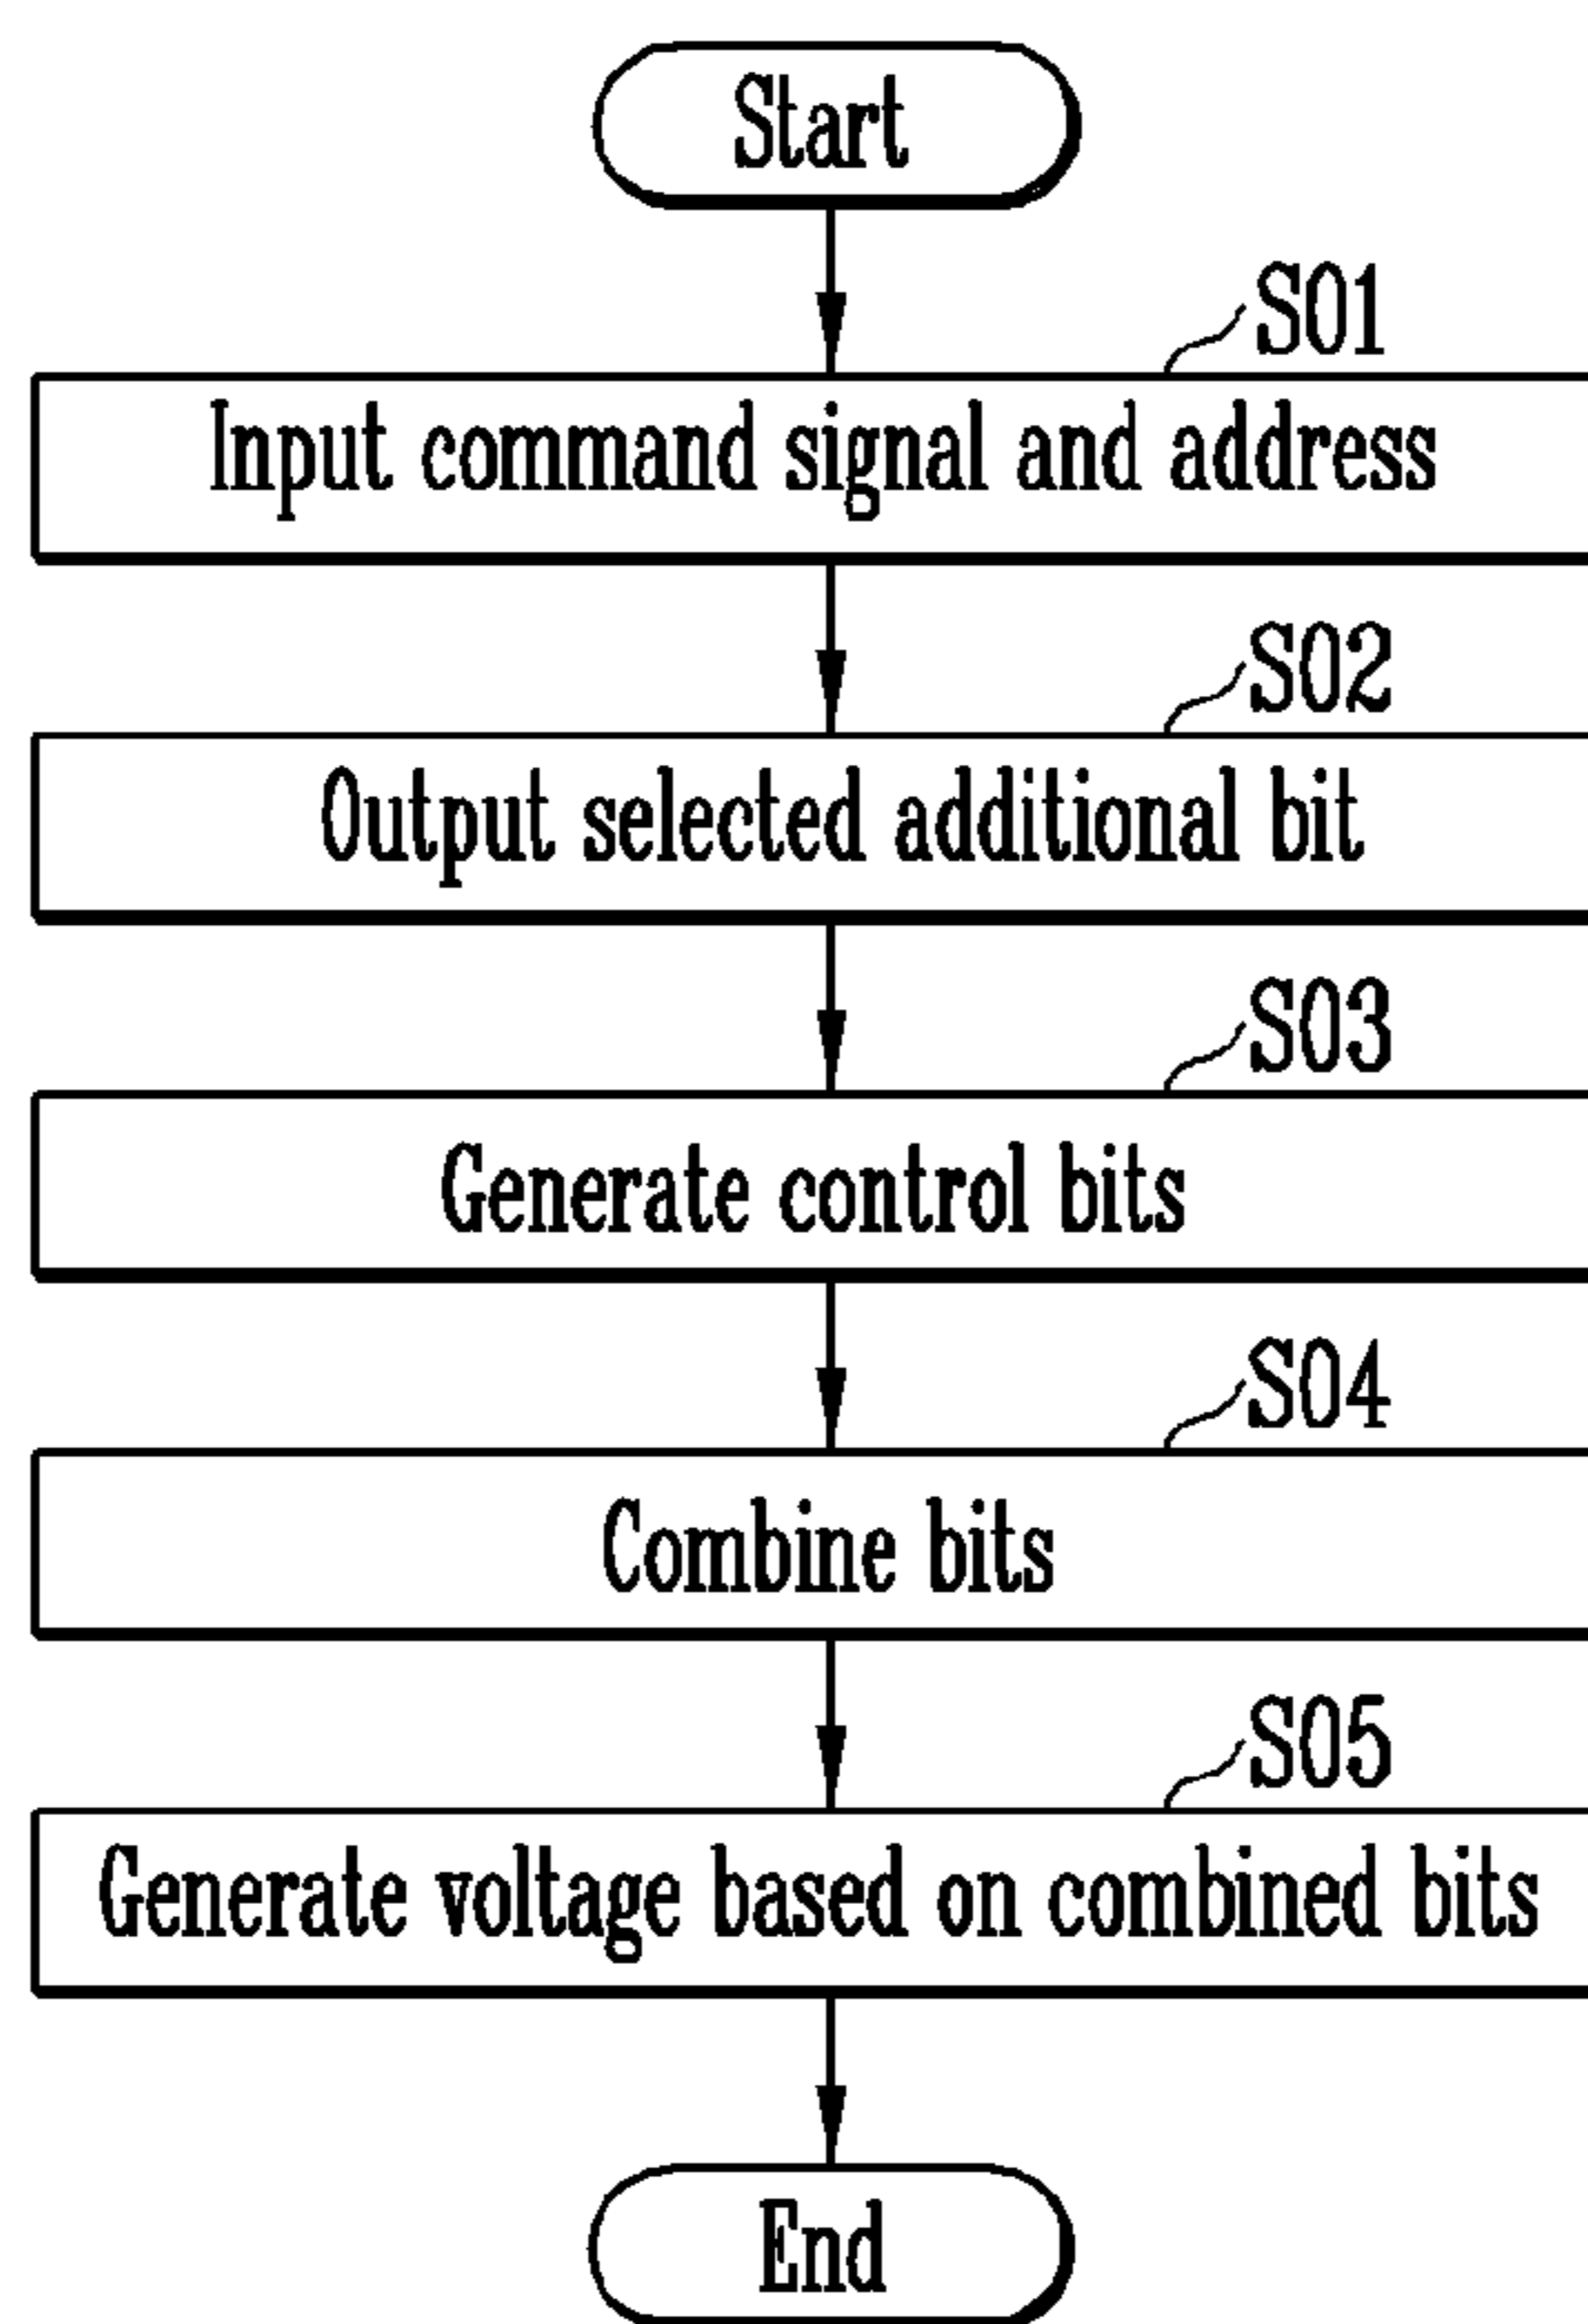 Start
S01
Input command signal and address
S02
Output selected additional bit
S03
Generate control bits
S04
Combine bits
S05
Generate voltage based on combined bits
End